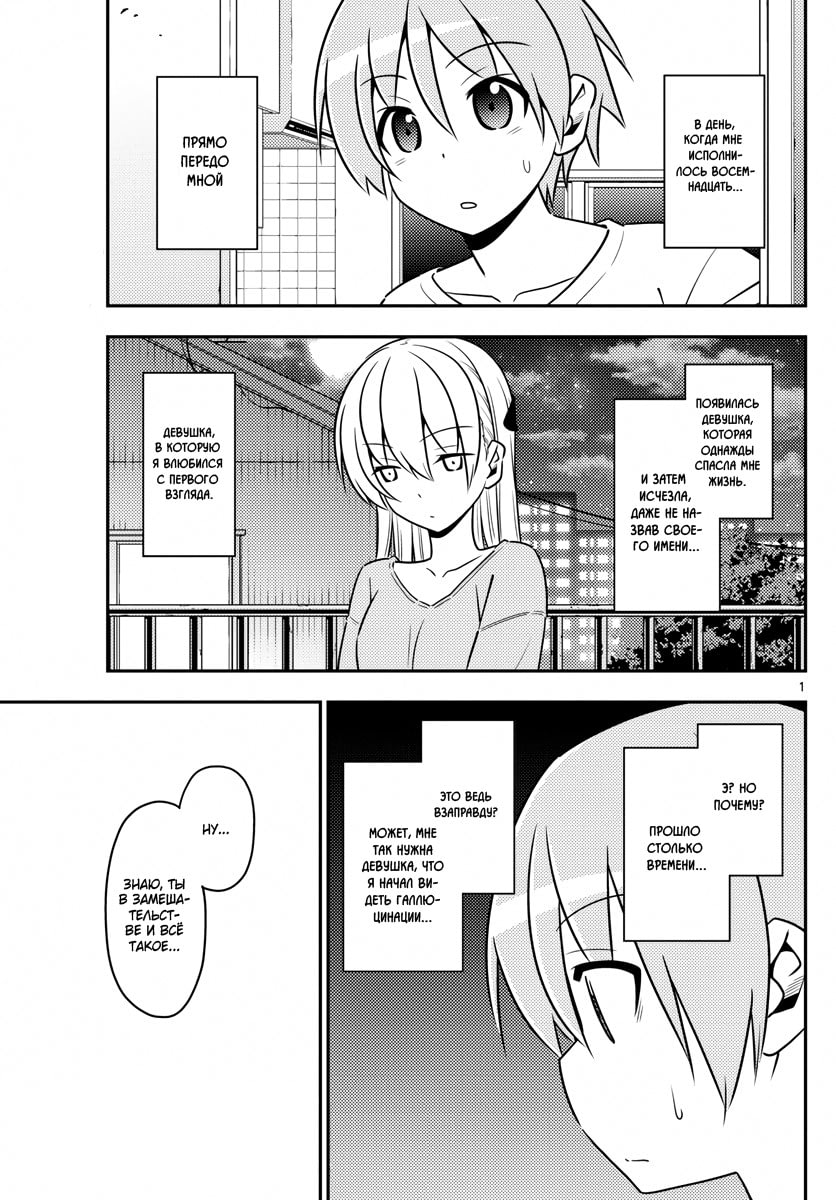 В ДЕНЬ,
КОГДА МНЕ
ИСПОЛНИ-
ЛОСЬ ВОСЕМ-
НАДЦАТЬ...
ПРЯМО
ПЕРЕДО
МНОЙ
ПОЯВИЛАСЬ
ДЕВУШКА,
КОТОРАЯ
ОДНАЖДЫ
СПАСЛА МНЕ
ЖИЗНЬ.
И ЗАТЕМ
ИСЧЕЗЛА,
ДАЖЕ НЕ НА-
ЗВАВ СВОЕ-
ГО ИМЕНИ...
ДЕВУШКА,
В КОТОРУЮ
Я ВЛЮБИЛСЯ
С ПЕРВОГО
ВЗГЛЯДА.
1
Э? НО
ПОЧЕМУ?
ПРОШЛО
СТОЛЬКО
ВРЕМЕНИ...
ЭТО ВЕДЬ
ВЗАПРАВДУ?
МОЖЕТ, МНЕ
ТАК НУЖНА
ДЕВУШКА, ЧТО
Я НАЧАЛ ВИ-
ДЕТЬ ГАЛЛЮ-
ЦИНАЦИИ...
НУ...
ЗНАЮ, ТЫ
В ЗАМЕША-
ТЕЛЬСТ-
ВЕ И ВСЁ
ТАКОЕ...